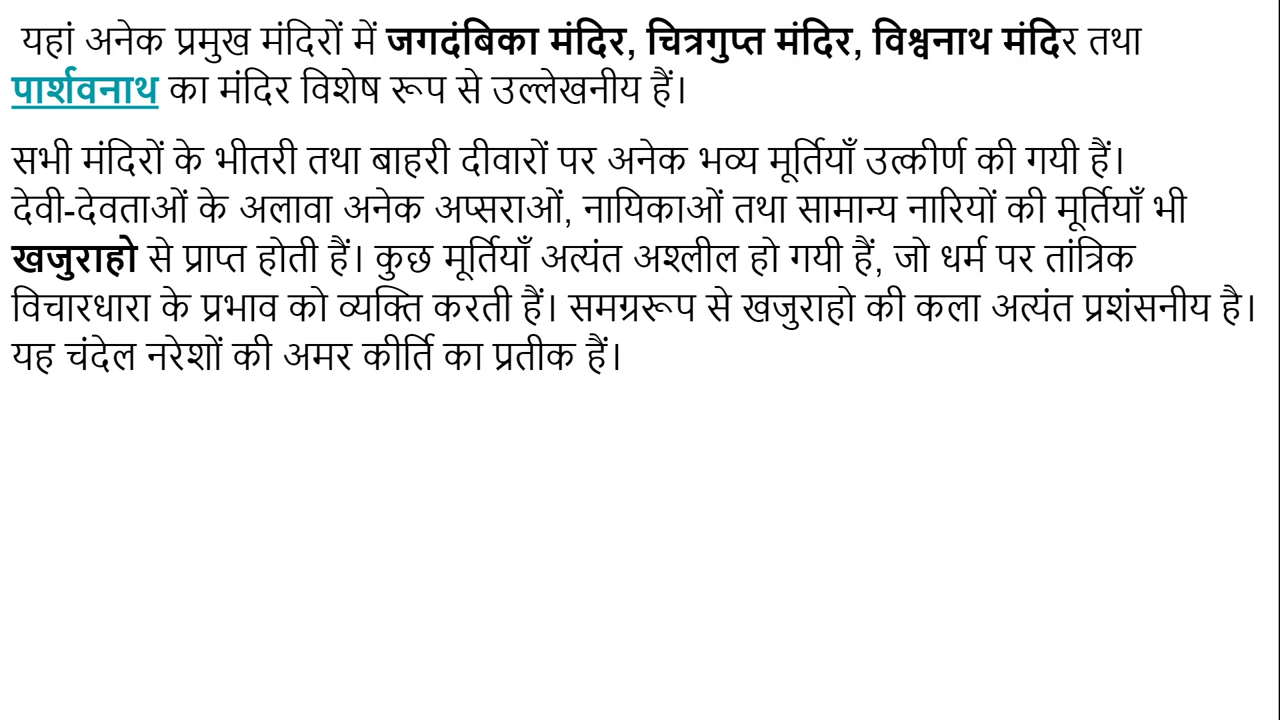 यहां अनेक प्रमुख मंदिरों में जगदंबिका मंदिर, चित्रगुप्त मंदिर, विश्वनाथ मंदिर तथा
पार्शवनाथ का मंदिर विशेष रूप से उल्लेखनीय हैं।
सभी मंदिरों के भीतरी तथा बाहरी दीवारों पर अनेक भव्य मूर्तियाँ उत्कीर्ण की गयी हैं।
देवी-देवताओं के अलावा अनेक अप्सराओं, नायिकाओं तथा सामान्य नारियों की मूर्तियाँ भी
खजुराहो से प्राप्त होती हैं। कुछ मूर्तियाँ अत्यंत अश्लील हो गयी हैं, जो धर्म पर तांत्रिक
विचारधारा के प्रभाव को व्यक्ति करती हैं। समग्ररूप से खजुराहो की कला अत्यंत प्रशंसनीय है।
यह चंदेल नरेशों की अमर कीर्ति का प्रतीक हैं।